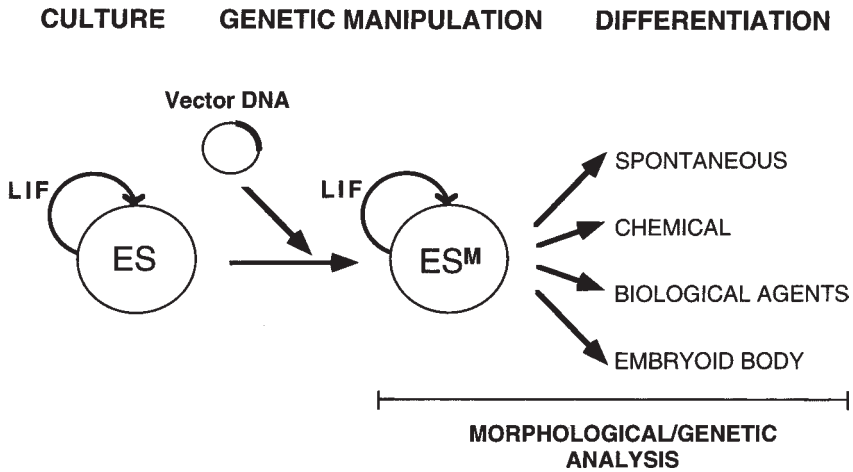 CULTURE GENETIC MANIPULATION DIFFERENTIATION
Vector DNA
LIF
ES
LIF
ESM
SPONTANEOUS
CHEMICAL
BIOLOGICAL AGENTS
EMBRYOID BODY
MORPHOLOGICAL/GENETIC
ANALYSIS